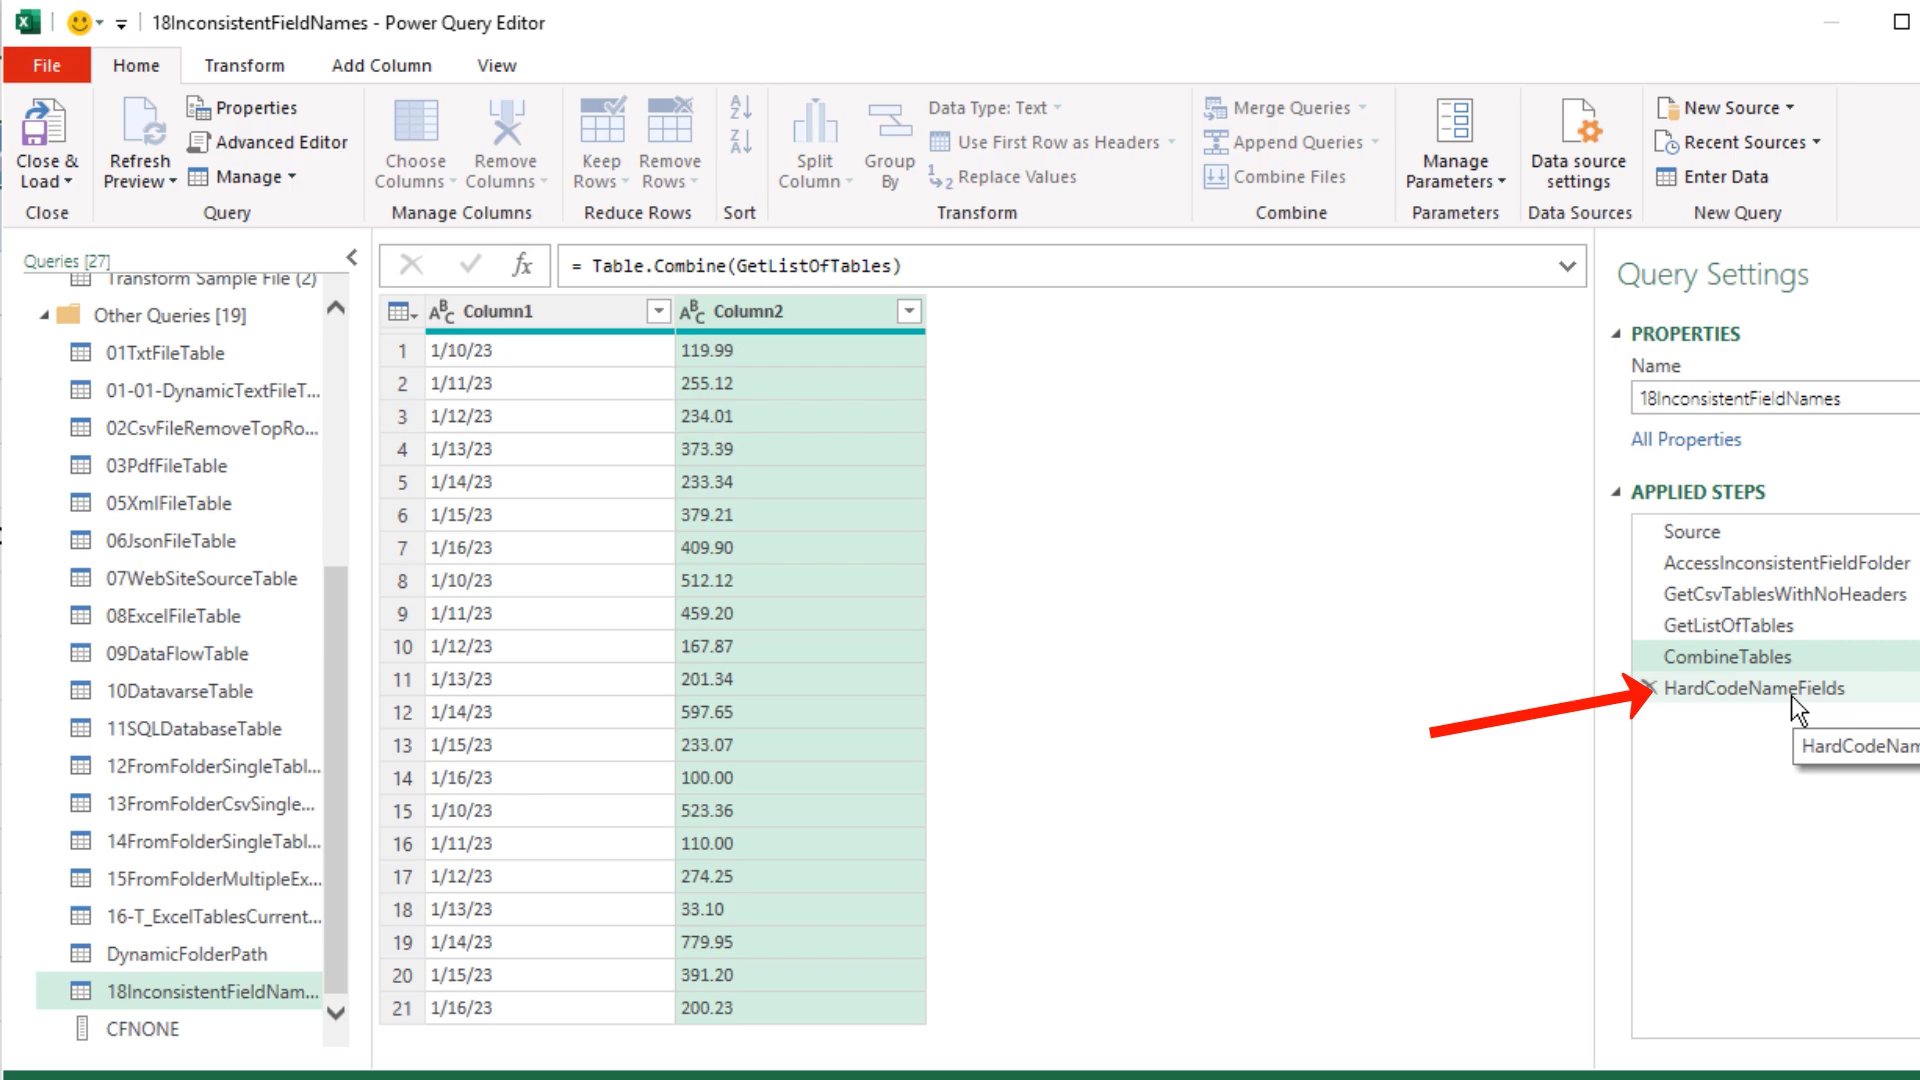 18InconsistentFieldNames - Power Query Editor
File
Home
Transform
Add Column
View
Close & Load
Close
Refresh Preview
Properties
Advanced Editor
Manage
Query
Choose Columns
Remove Columns
Manage Columns
Keep Rows
Remove Rows
Reduce Rows
Sort
Split Column
Group By
Data Type: Text
Use First Row as Headers
Replace Values
Transform
Merge Queries
Append Queries
Combine Files
Combine
Manage Parameters
Parameters
Data source settings
Data Sources
New Source
Recent Sources
Enter Data
New Query
Queries [27]
Transform Sample File (2)
Other Queries [19]
01TxtFileTable
01-01-DynamicTextFileT...
02CsvFileRemoveTopRo...
03PdfFileTable
05XmlFileTable
06JsonFileTable
07WebSiteSourceTable
08ExcelFileTable
09DataFlowTable
10DatavarseTable
11SQLDatabaseTable
12FromFolderSingleTabl...
13FromFolderCsvSingle...
14FromFolderSingleTabl...
15FromFolderMultipleEx...
16-T_ExcelTablesCurrent...
DynamicFolderPath
18InconsistentFieldNam...
CFNONE
fx
= Table.Combine(GetListOfTables)
ABC Column1 ABC Column2
1 1/10/23 119.99
2 1/11/23 255.12
3 1/12/23 234.01
4 1/13/23 373.39
5 1/14/23 233.34
6 1/15/23 379.21
7 1/16/23 409.90
8 1/10/23 512.12
9 1/11/23 459.20
10 1/12/23 167.87
11 1/13/23 201.34
12 1/14/23 597.65
13 1/15/23 233.07
14 1/16/23 100.00
15 1/10/23 523.36
16 1/11/23 110.00
17 1/12/23 274.25
18 1/13/23 33.10
19 1/14/23 779.95
20 1/15/23 391.20
21 1/16/23 200.23
Query Settings
PROPERTIES
Name
18InconsistentFieldNames
All Properties
APPLIED STEPS
Source
AccessInconsistentFieldFolder
GetCsvTablesWithNoHeaders
GetListOfTables
CombineTables
HardCodeNameFields
HardCodeNam